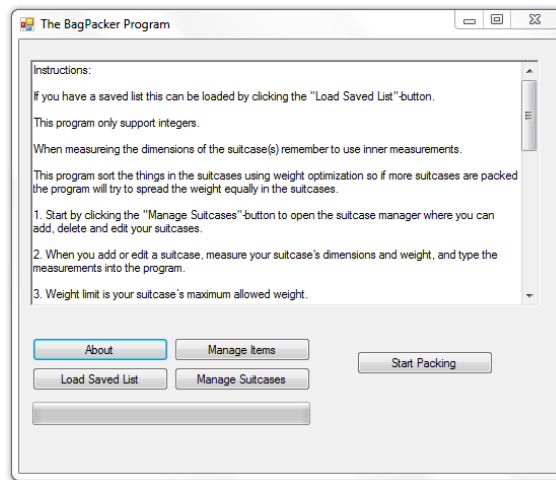 The BagPacker Program
Instructions:
If you have a saved list this can be loaded by clicking the "Load Saved List"-button.
This program only support integers.
When measureing the dimensions of the suitcase(s) remember to use inner measurements.
This program sort the things in the suitcases using weight optimization so if more suitcases are packed
the program will try to spread the weight equally in the suitcases.
1. Start by clicking the "Manage Suitcases"-button to open the suitcase manager where you can
add, delete and edit your suitcases.
2. When you add or edit a suitcase, measure your suitcase's dimensions and weight, and type the
measurements into the program.
3. Weight limit is your suitcase's maximum allowed weight.
About
Manage Items
Start Packing
Load Saved List
Manage Suitcases